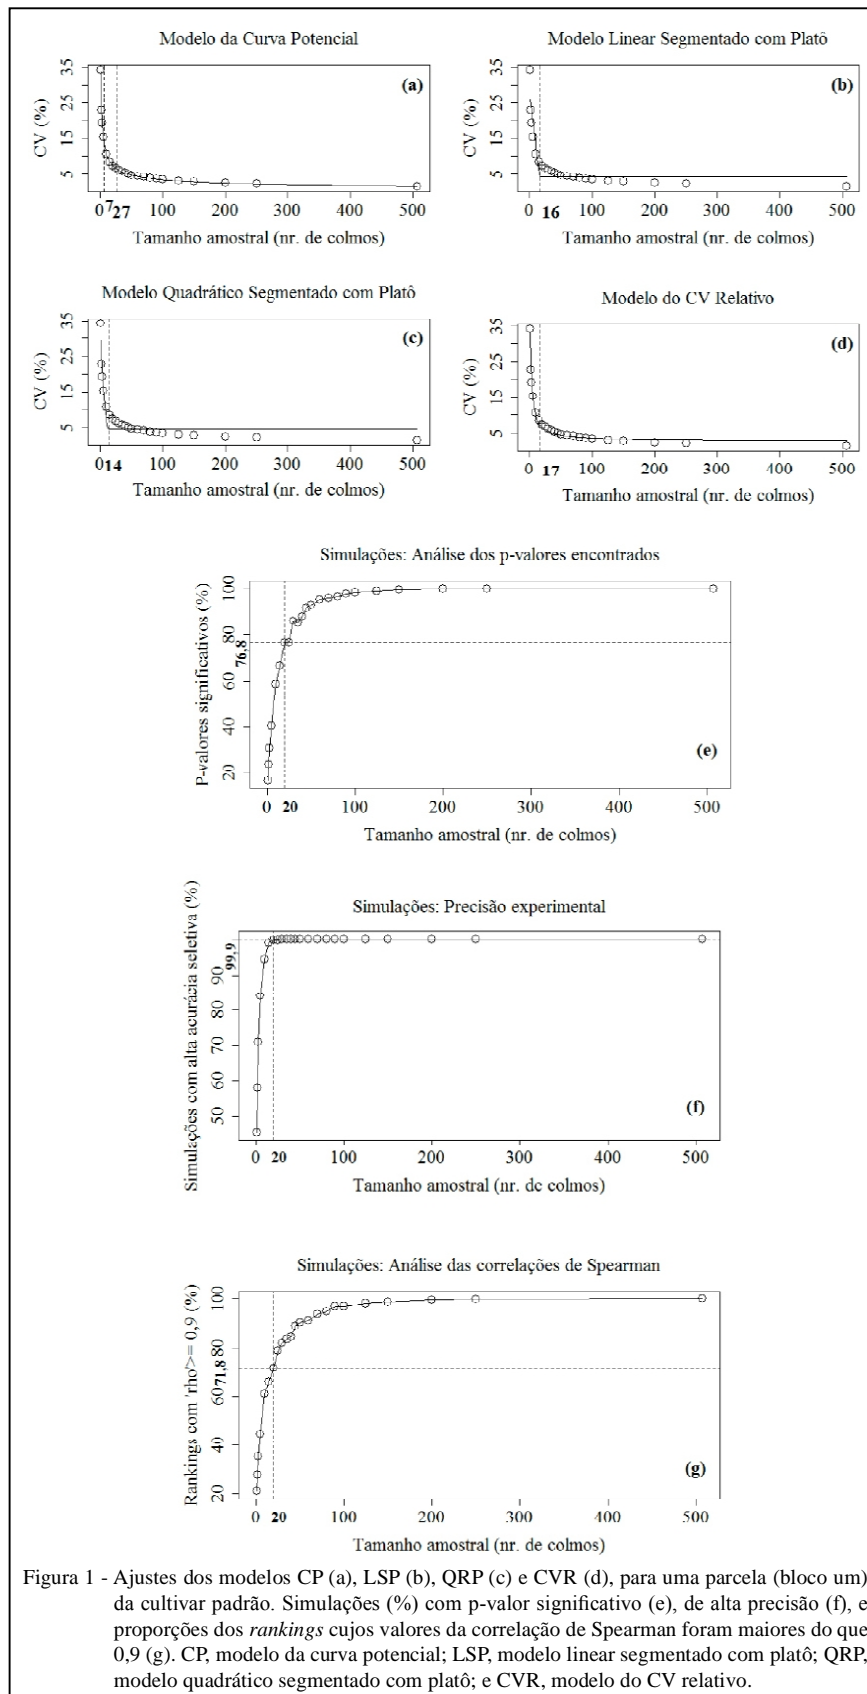 Modelo da Curva Potencial
(a)
CV (%)
35
25
15
5
0 7 27 100 200 300 400 500
Tamanho amostral (nr. de colmos)
Modelo Linear Segmentado com Platô
(b)
CV (%)
35
25
15
5
0 16 100 200 300 400 500
Tamanho amostral (nr. de colmos)
Modelo Quadrático Segmentado com Platô
(c)
CV (%)
35
25
15
5
0 14 100 200 300 400 500
Tamanho amostral (nr. de colmos)
Modelo do CV Relativo
(d)
CV (%)
35
25
15
5
0 17 100 200 300 400 500
Tamanho amostral (nr. de colmos)
Simulações: Análise dos p-valores encontrados
P-valores significativos (%)
100
80
76,8
60
40
20
(e)
0 20 100 200 300 400 500
Tamanho amostral (nr. de colmos)
Simulações: Precisão experimental
Simulações com alta acurácia seletiva (%)
99,9
90
80
70
60
50
(f)
0 20 100 200 300 400 500
Tamanho amostral (nr. de colmos)
Simulações: Análise das correlações de Spearman
Rankings com 'rho'>= 0,9 (%)
100
80
71,8
60
40
20
(g)
0 20 100 200 300 400 500
Tamanho amostral (nr. de colmos)
Figura 1 - Ajustes dos modelos CP (a), LSP (b), QRP (c) e CVR (d), para uma parcela (bloco um)
da cultivar padrão. Simulações (%) com p-valor significativo (e), de alta precisão (f), e
proporções dos rankings cujos valores da correlação de Spearman foram maiores do que
0,9 (g). CP, modelo da curva potencial; LSP, modelo linear segmentado com platô; QRP,
modelo quadrático segmentado com platô; e CVR, modelo do CV relativo.